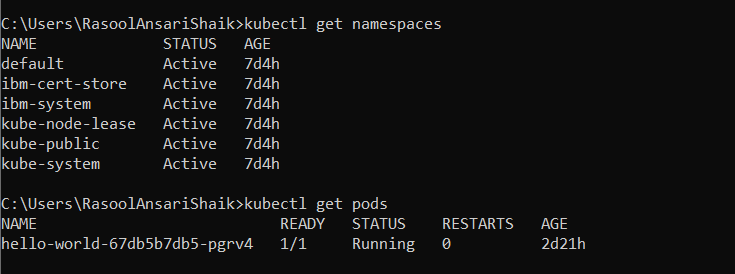 C:\Users\RasoolAnsariShaik>kubectl get namespaces
NAME STATUS AGE
default Active 7d4h
ibm-cert-store Active 7d4h
ibm-system Active 7d4h
kube-node-lease Active 7d4h
kube-public Active 7d4h
kube-system Active 7d4h
C:\Users\RasoolAnsariShaik>kubectl get pods
NAME READY STATUS RESTARTS AGE
hello-world-67db5b7db5-pgrv4 1/1 Running 0 2d21h